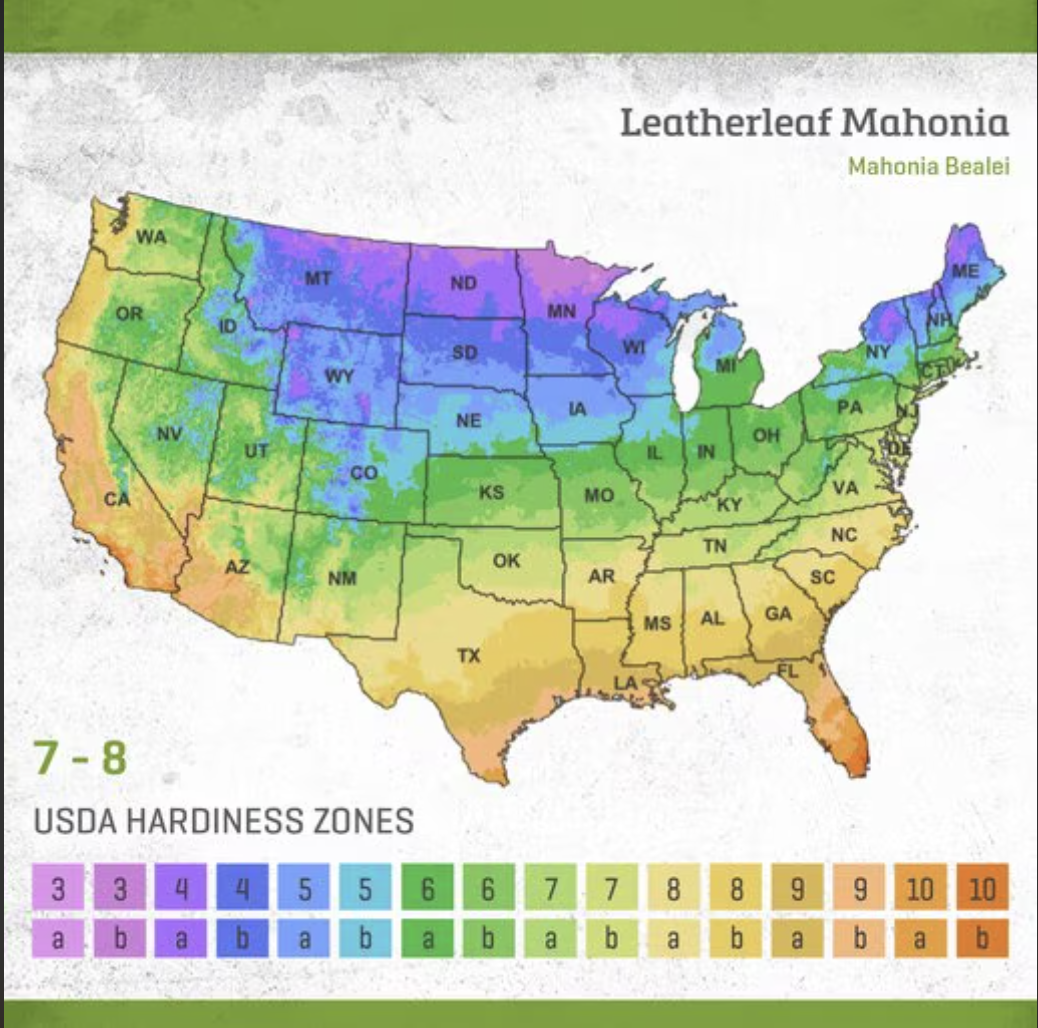 Leatherleaf Mahonia
Mahonia Bealei
WA
MT
ND
MN
ME
OR
ID
SD
WI
NH
WY
MI
NY
CT
NE
IA
PA
NJ
NV
UT
CO
IL
IN
OH
DE
CA
KS
MO
KY
VA
AZ
NM
OK
AR
TN
NC
SC
TX
MS
AL
GA
LA
FL
7 - 8
USDA HARDINESS ZONES
3 3 4 4 5 5 6 6 7 7 8 8 9 9 10 10
a b a b a b a b a b a b a b a b